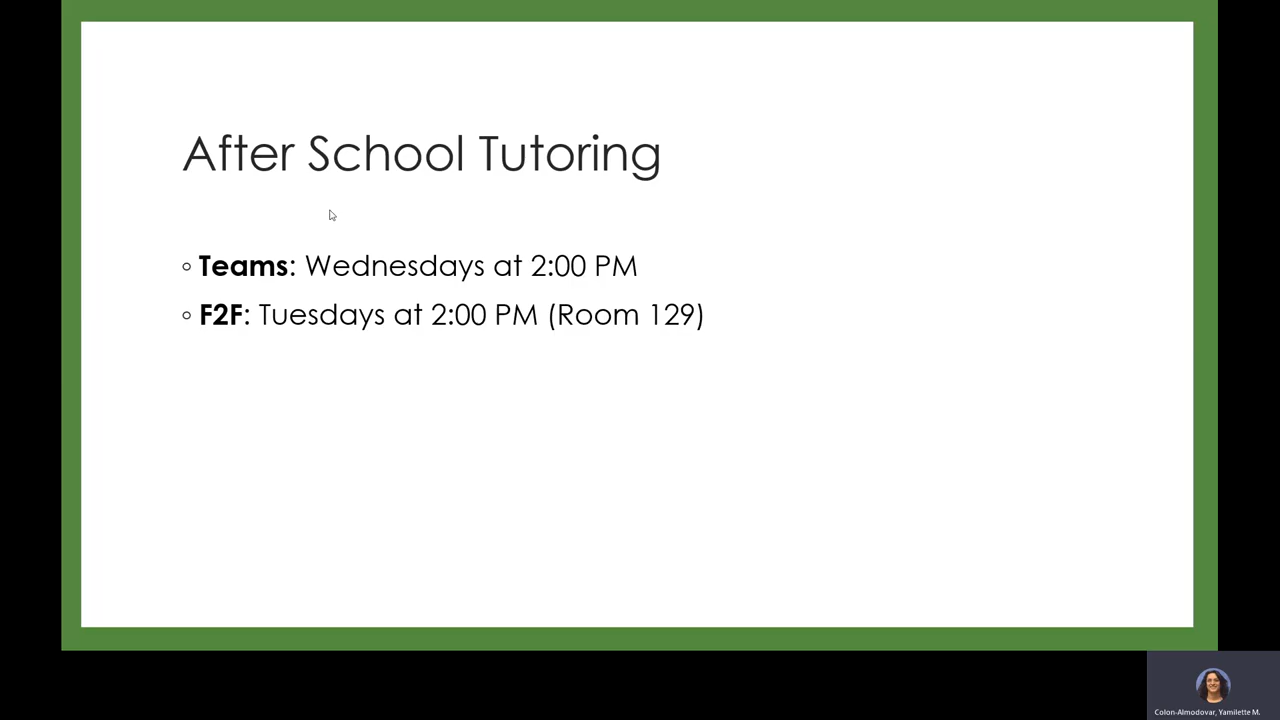 After School Tutoring
◦ Teams: Wednesdays at 2:00 PM
◦ F2F: Tuesdays at 2:00 PM (Room 129)
Colon-Almodovar, Yamilette M.